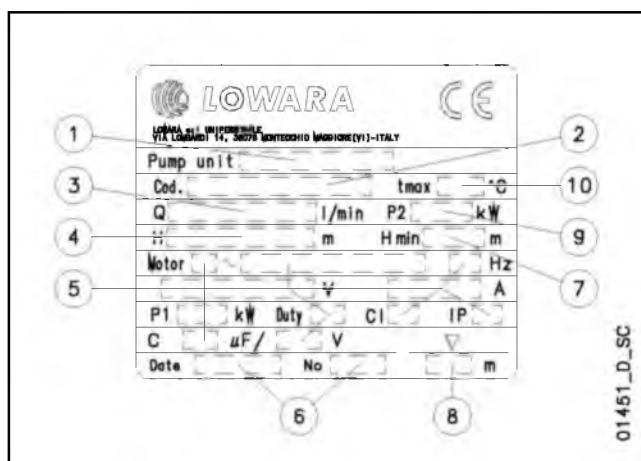 LOWARA CE
LOWARA srl UNIPERSONALE
VIA LOMBARDI 14, 36075 MONTECCHIO MAGGIORE(VI)-ITALY
1 2
Pump unit
3 Cod. tmax °C 10
Q l/min P2 kW
4 H m Hmin m 9
Motor ~ Hz
5 V A 7
P1 kW Duty Cl IP
C µF/ V
Date No m
6 8
01451_D_SC